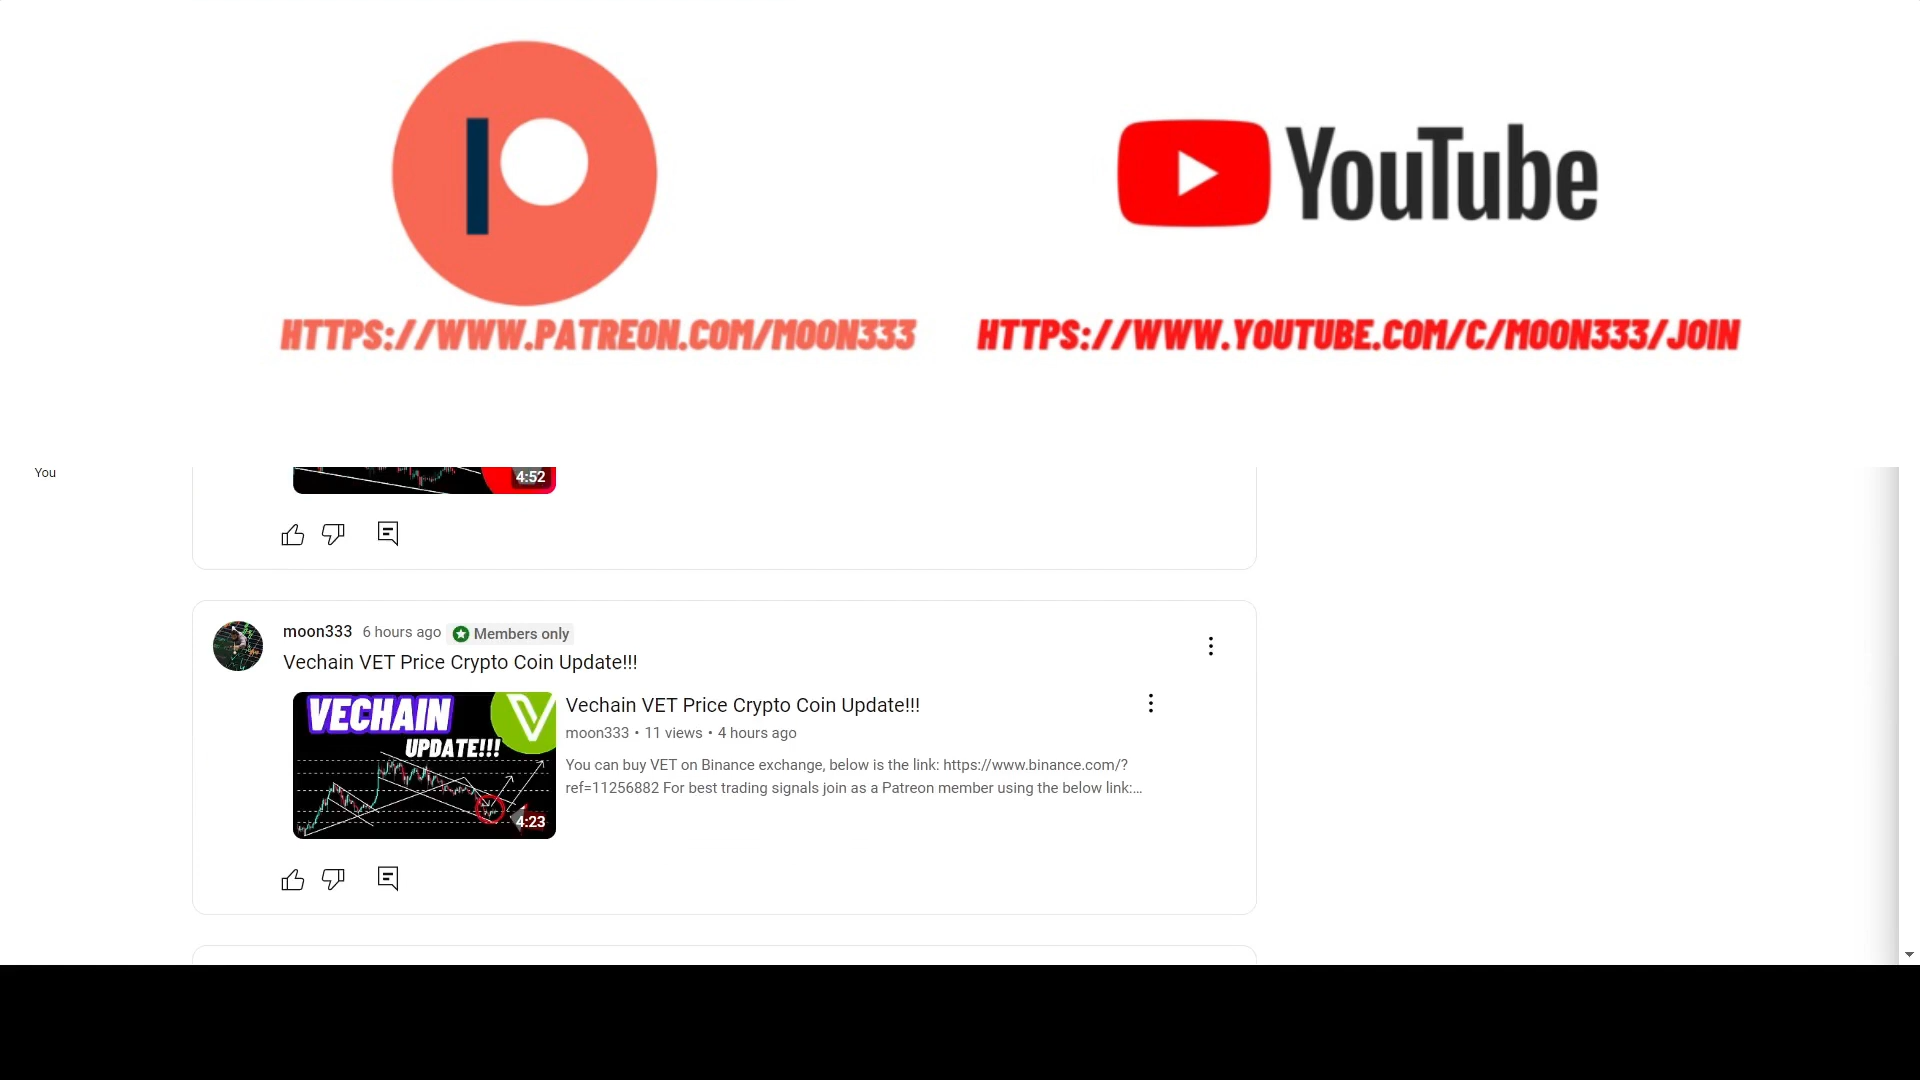 YouTube
HTTPS://WWW.PATREON.COM/MOON333
HTTPS://WWW.YOUTUBE.COM/C/MOON333/JOIN
You
4:52
moon333 6 hours ago Members only
Vechain VET Price Crypto Coin Update!!!
VECHAIN
UPDATE!!!
4:23
Vechain VET Price Crypto Coin Update!!!
moon333 • 11 views • 4 hours ago
You can buy VET on Binance exchange, below is the link: https://www.binance.com/?
ref=11256882 For best trading signals join as a Patreon member using the below link:...